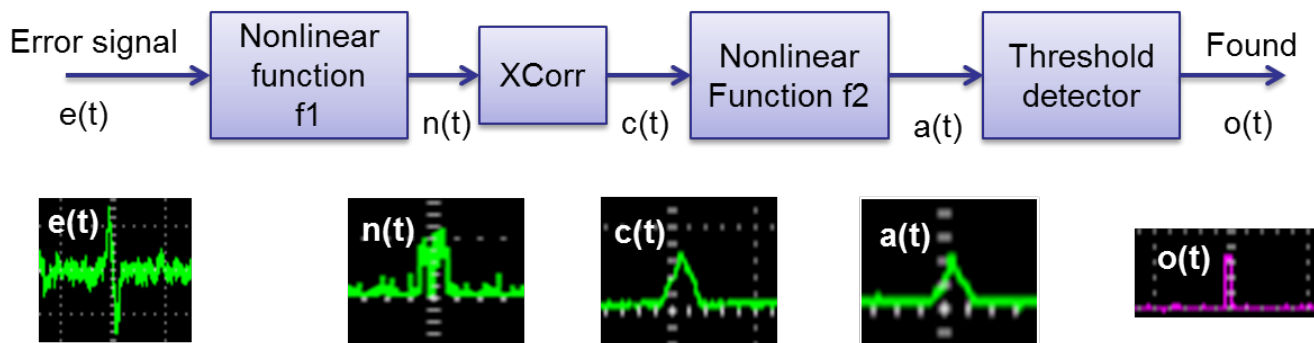 Error signal
e(t)
Nonlinear
function
f1
n(t)
XCorr
c(t)
Nonlinear
Function f2
a(t)
Threshold
detector
Found
o(t)
e(t)
n(t)
c(t)
a(t)
o(t)